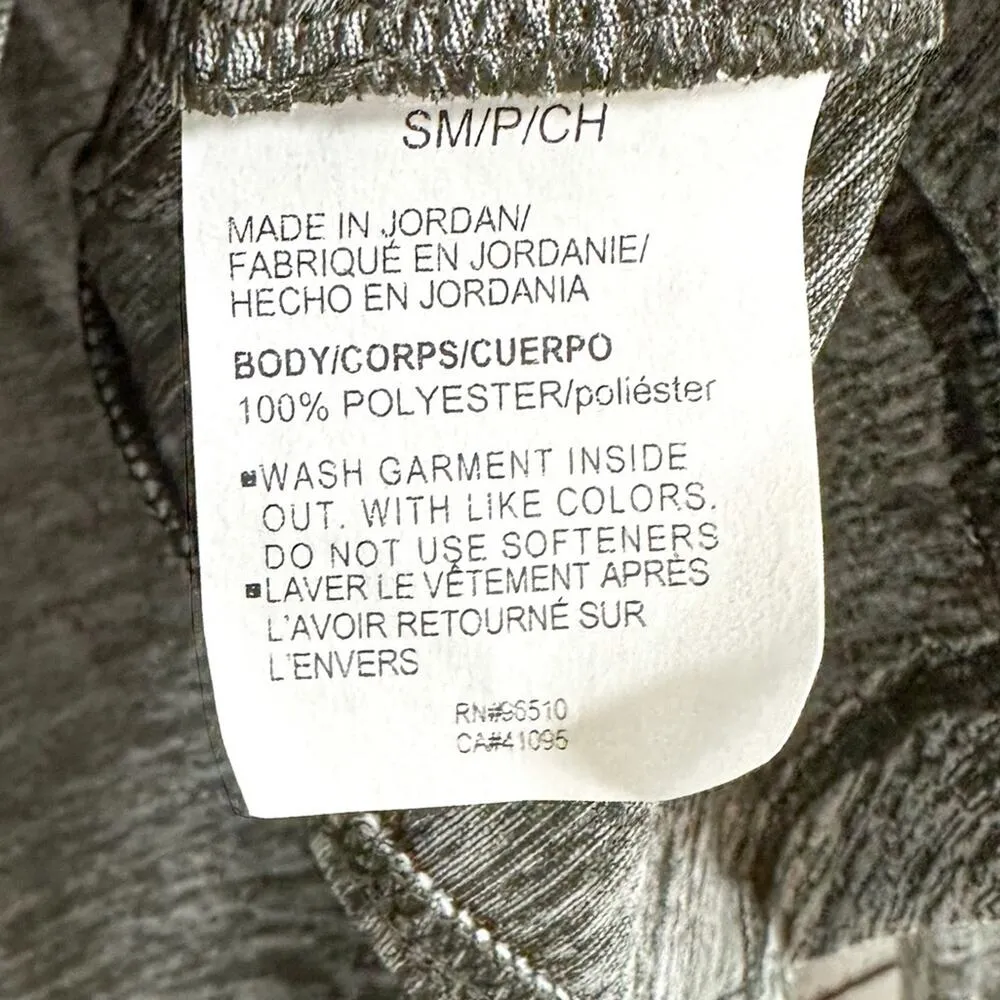 SM/P/CH
MADE IN JORDAN/
FABRIQUÉ EN JORDANIE/
HECHO EN JORDANIA
BODY/CORPS/CUERPO
100% POLYESTER/poliéster
▪WASH GARMENT INSIDE
OUT. WITH LIKE COLORS.
DO NOT USE SOFTENERS
▪LAVER LE VÊTEMENT APRÈS
L'AVOIR RETOURNÉ SUR
L'ENVERS
RN#96510
CA#41095